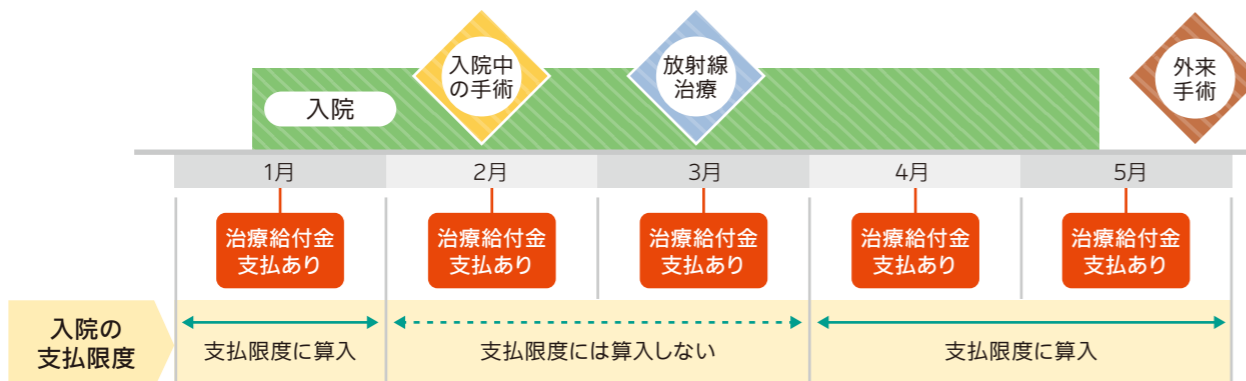 入院中
の手術
放射線
治療
外来
手術
入院
1月
2月
3月
4月
5月
治療給付金
支払あり
治療給付金
支払あり
治療給付金
支払あり
治療給付金
支払あり
治療給付金
支払あり
入院の
支払限度
支払限度に算入
支払限度には算入しない
支払限度に算入